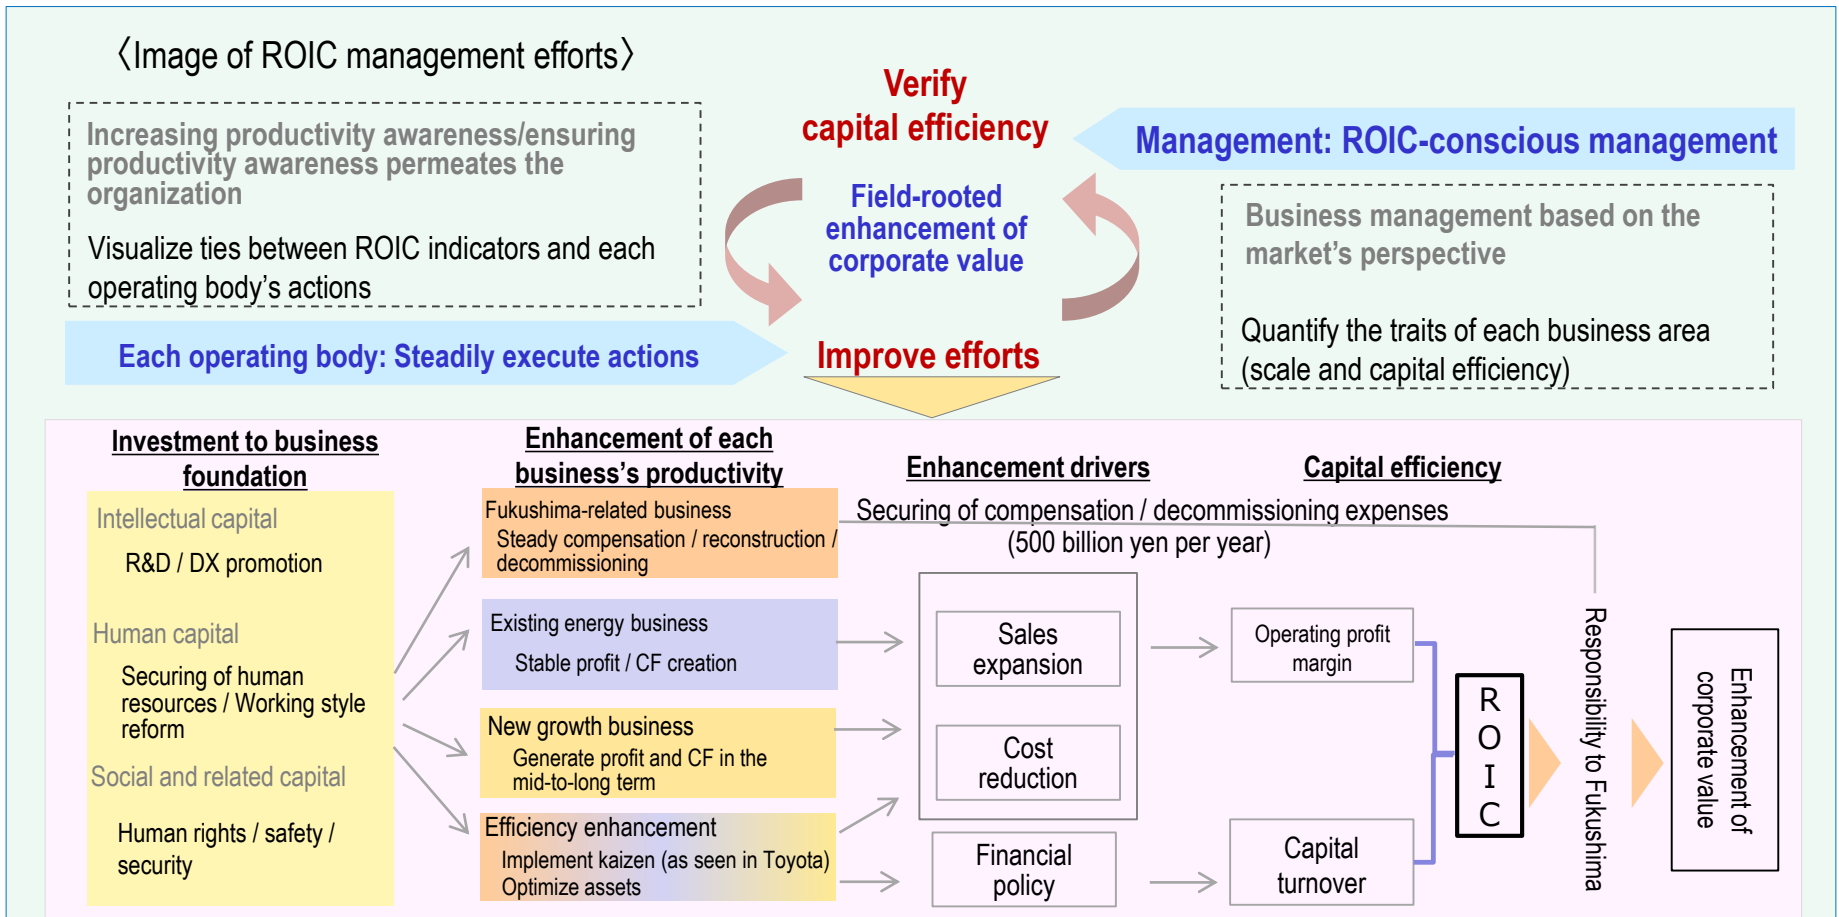 〈Image of ROIC management efforts〉
Increasing productivity awareness/ensuring
productivity awareness permeates the
organization
Visualize ties between ROIC indicators and each
operating body's actions
Each operating body: Steadily execute actions
Verify
capital efficiency
Field-rooted
enhancement of
corporate value
Improve efforts
Management: ROIC-conscious management
Business management based on the
market's perspective
Quantify the traits of each business area
(scale and capital efficiency)
Investment to business
foundation
Intellectual capital
R&D / DX promotion
Human capital
Securing of human
resources / Working style
reform
Social and related capital
Human rights / safety /
security
Enhancement of each
business's productivity
Fukushima-related business
Steady compensation / reconstruction /
decommissioning
Existing energy business
Stable profit / CF creation
New growth business
Generate profit and CF in the
mid-to-long term
Efficiency enhancement
Implement kaizen (as seen in Toyota)
Optimize assets
Enhancement drivers
Securing of compensation / decommissioning expenses
(500 billion yen per year)
Sales
expansion
Cost
reduction
Financial
policy
Capital efficiency
Operating profit
margin
Capital
turnover
ROIC
Responsibility to Fukushima
Enhancement of
corporate value